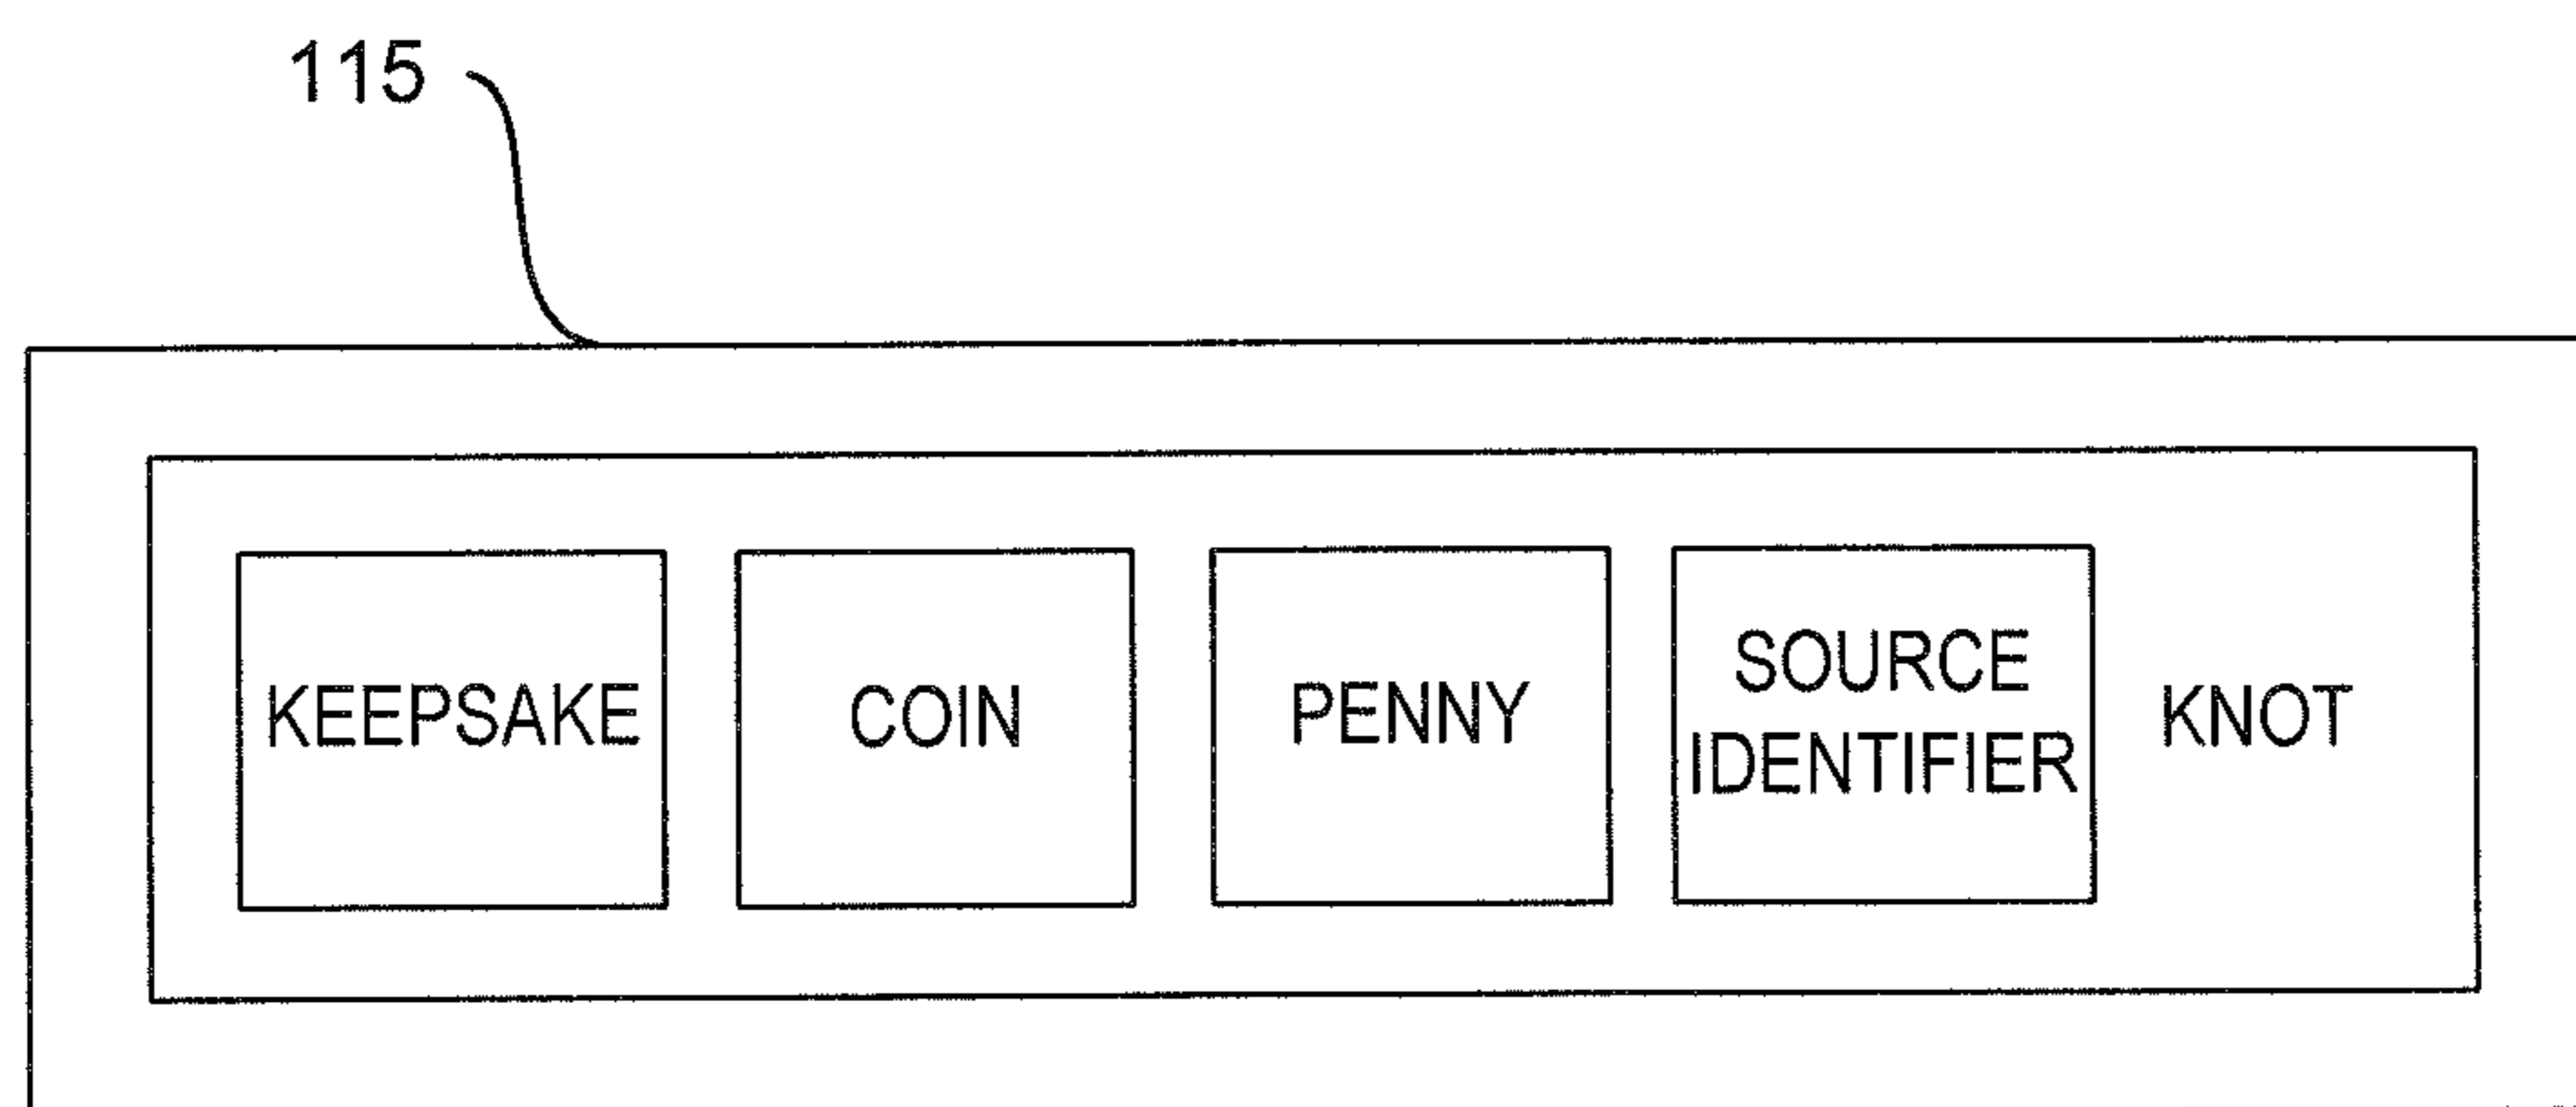 115
KEEPSAKE
COIN
PENNY
SOURCE
IDENTIFIER
KNOT